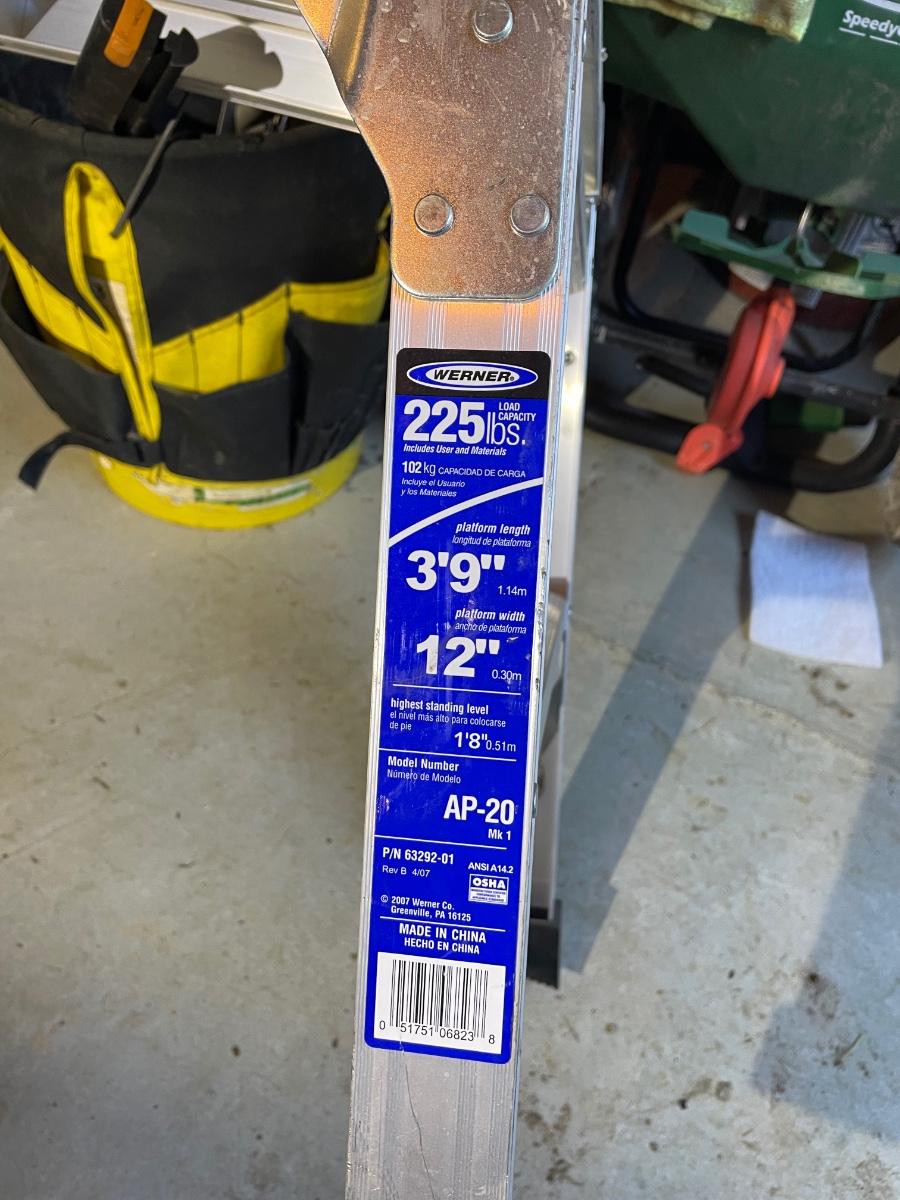 Speedy
WERNER®
225 lbs. LOAD CAPACITY
Includes User and Materials
102 kg CAPACIDAD DE CARGA
Incluye el Usuario
y los Materiales
platform length
longitud de plataforma
3'9"
1.14m
platform width
ancho de plataforma
12"
0.30m
highest standing level
el nivel más alto para colocarse
de pie
1'8" 0.51m
Model Number
Número de Modelo
AP-20
Mk 1
P/N 63292-01
Rev B 4/07
ANSI A14.2
OSHA
© 2007 Werner Co.
Greenville, PA 16125
MADE IN CHINA
HECHO EN CHINA
0 51751 06823 8